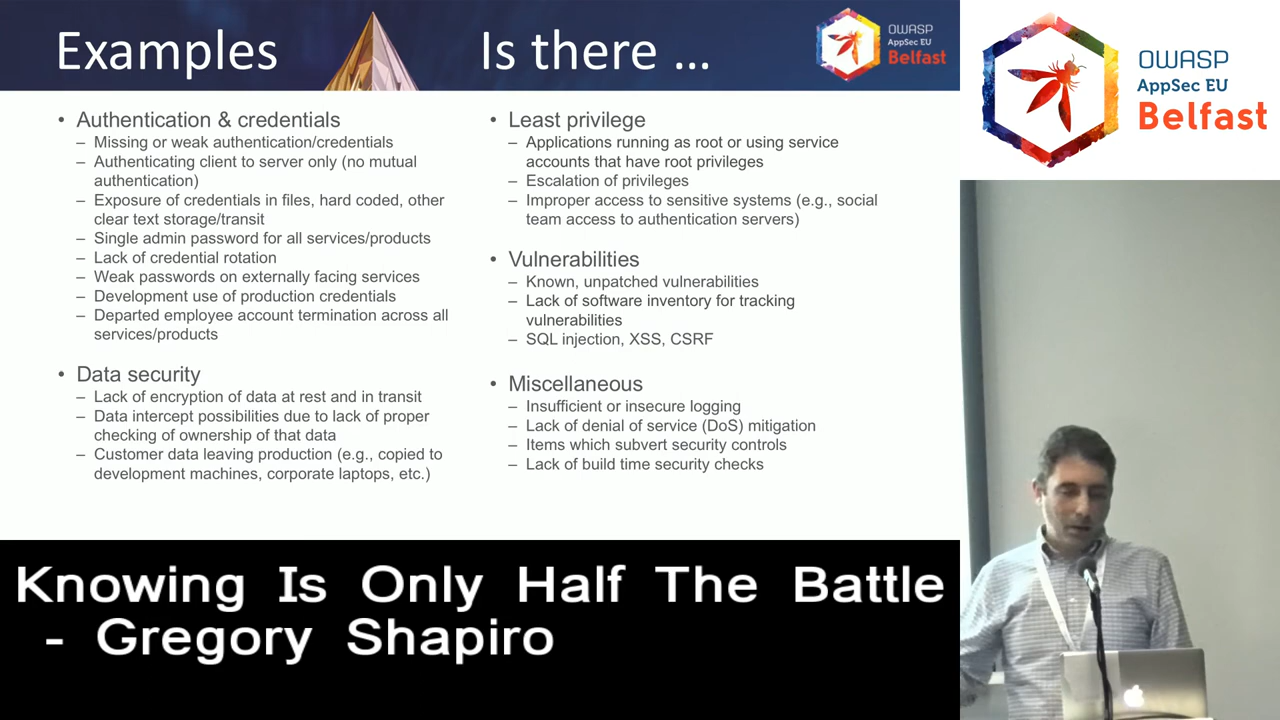 Examples
Is there ...
OWASP
AppSec EU
Belfast
• Authentication & credentials
– Missing or weak authentication/credentials
– Authenticating client to server only (no mutual
authentication)
– Exposure of credentials in files, hard coded, other
clear text storage/transit
– Single admin password for all services/products
– Lack of credential rotation
– Weak passwords on externally facing services
– Development use of production credentials
– Departed employee account termination across all
services/products
• Data security
– Lack of encryption of data at rest and in transit
– Data intercept possibilities due to lack of proper
checking of ownership of that data
– Customer data leaving production (e.g., copied to
development machines, corporate laptops, etc.)
• Least privilege
– Applications running as root or using service
accounts that have root privileges
– Escalation of privileges
– Improper access to sensitive systems (e.g., social
team access to authentication servers)
• Vulnerabilities
– Known, unpatched vulnerabilities
– Lack of software inventory for tracking
vulnerabilities
– SQL injection, XSS, CSRF
• Miscellaneous
– Insufficient or insecure logging
– Lack of denial of service (DoS) mitigation
– Items which subvert security controls
– Lack of build time security checks
OWASP
AppSec EU
Belfast
Knowing Is Only Half The Battle
- Gregory Shapiro